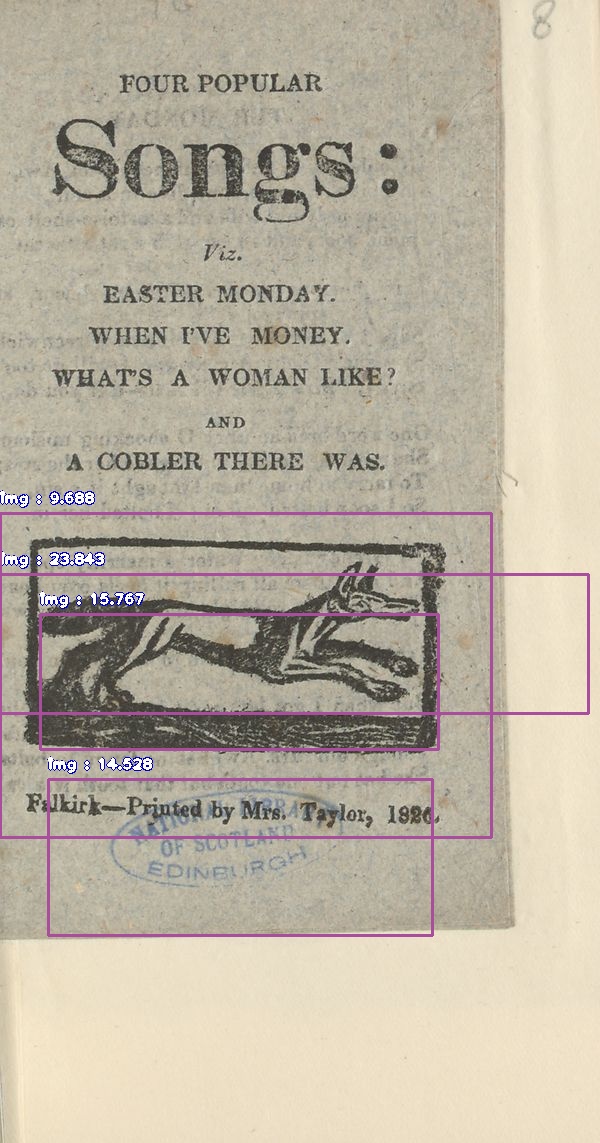 8
FOUR POPULAR
Songs:
Viz.
EASTER MONDAY.
WHEN I'VE MONEY.
WHAT'S A WOMAN LIKE?
AND
A COBLER THERE WAS.
Img : 9.688
Img : 23.843
Img : 15.767
Img : 14.528
Falkirk—Printed by Mrs. Taylor,
NATIONAL LIBRARY
OF SCOTLAND
EDINBURGH